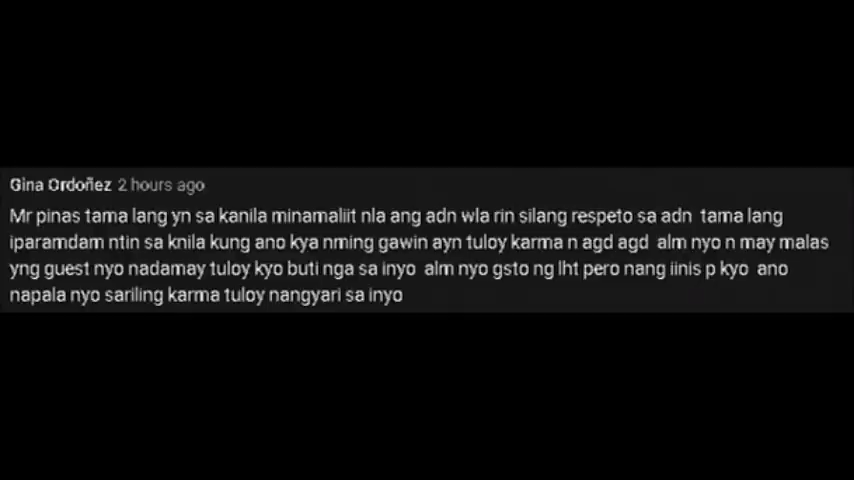 Gina Ordoñez 2 hours ago
Mr pinas tama lang yn sa kanila minamaliit nla ang adn wla rin silang respeto sa adn tama lang
iparamdam ntin sa knila kung ano kya nming gawin ayn tuloy karma n agd agd alm nyo n may malas
yng guest nyo nadamay tuloy kyo buti nga sa inyo alm nyo gsto ng lht pero nang iinis p kyo ano
napala nyo sariling karma tuloy nangyari sa inyo